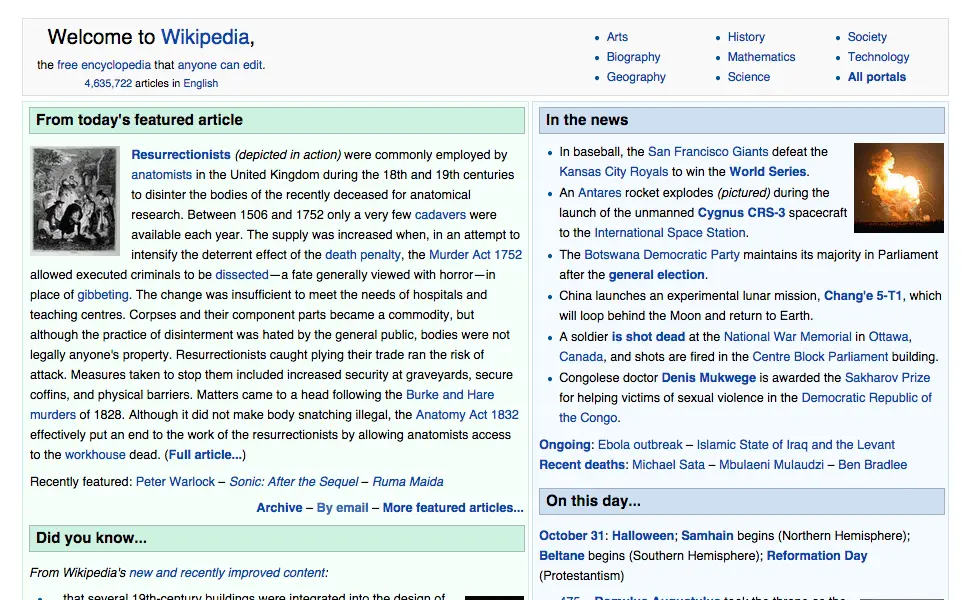 Welcome to Wikipedia,
the free encyclopedia that anyone can edit.
4,635,722 articles in English
• Arts
• Biography
• Geography
• History
• Mathematics
• Science
• Society
• Technology
• All portals
From today's featured article
Resurrectionists (depicted in action) were commonly employed by
anatomists in the United Kingdom during the 18th and 19th centuries
to disinter the bodies of the recently deceased for anatomical
research. Between 1506 and 1752 only a very few cadavers were
available each year. The supply was increased when, in an attempt to
intensify the deterrent effect of the death penalty, the Murder Act 1752
allowed executed criminals to be dissected—a fate generally viewed with horror—in
place of gibbeting. The change was insufficient to meet the needs of hospitals and
teaching centres. Corpses and their component parts became a commodity, but
although the practice of disinterment was hated by the general public, bodies were not
legally anyone's property. Resurrectionists caught plying their trade ran the risk of
attack. Measures taken to stop them included increased security at graveyards, secure
coffins, and physical barriers. Matters came to a head following the Burke and Hare
murders of 1828. Although it did not make body snatching illegal, the Anatomy Act 1832
effectively put an end to the work of the resurrectionists by allowing anatomists access
to the workhouse dead. (Full article...)
Recently featured: Peter Warlock – Sonic: After the Sequel – Ruma Maida
Archive – By email – More featured articles...
Did you know...
From Wikipedia's new and recently improved content:
that several 19th-century buildings were integrated into the design of
In the news
• In baseball, the San Francisco Giants defeat the
Kansas City Royals to win the World Series.
• An Antares rocket explodes (pictured) during the
launch of the unmanned Cygnus CRS-3 spacecraft
to the International Space Station.
• The Botswana Democratic Party maintains its majority in Parliament
after the general election.
• China launches an experimental lunar mission, Chang'e 5-T1, which
will loop behind the Moon and return to Earth.
• A soldier is shot dead at the National War Memorial in Ottawa,
Canada, and shots are fired in the Centre Block Parliament building.
• Congolese doctor Denis Mukwege is awarded the Sakharov Prize
for helping victims of sexual violence in the Democratic Republic of
the Congo.
Ongoing: Ebola outbreak – Islamic State of Iraq and the Levant
Recent deaths: Michael Sata – Mbulaeni Mulaudzi – Ben Bradlee
On this day...
October 31: Halloween; Samhain begins (Northern Hemisphere);
Beltane begins (Southern Hemisphere); Reformation Day
(Protestantism)
475 – Romulus Augustulus took the throne as the